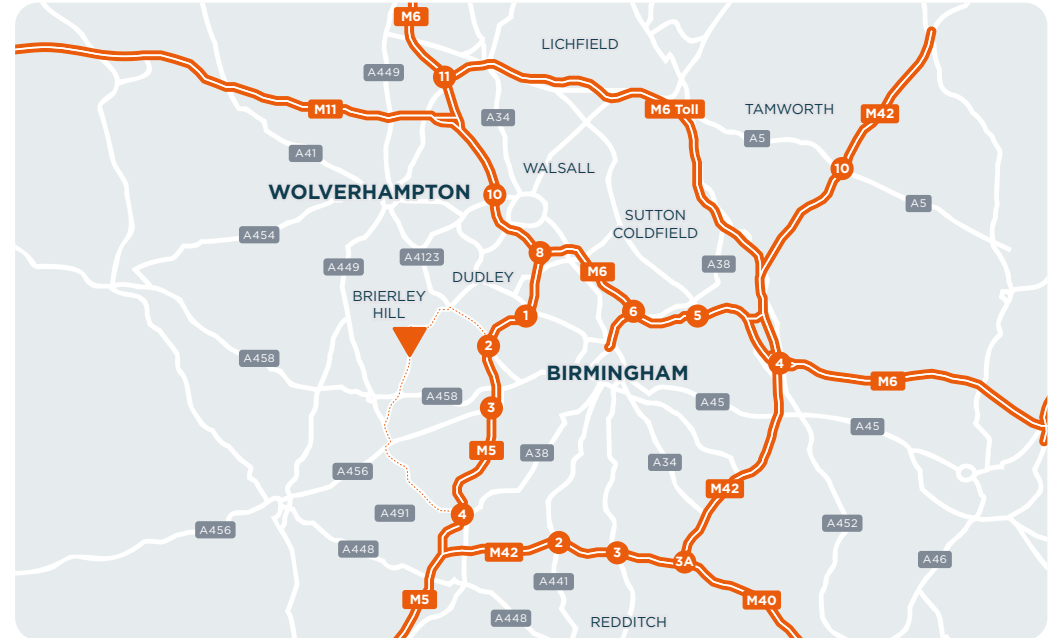 M6
LICHFIELD
A449
11
M11
M6 Toll
TAMWORTH
M42
A34
A5
A41
WALSALL
10
WOLVERHAMPTON
10
A5
SUTTON
COLDFIELD
A454
A4123
8
A449
M6
A38
DUDLEY
BRIERLEY
HILL
1
6
5
2
A458
BIRMINGHAM
4
M6
A458
3
A45
A45
M5
A38
A34
A456
M42
A491
4
A452
A456
A448
M42
2
3
3A
A46
A441
M5
A448
M40
REDDITCH